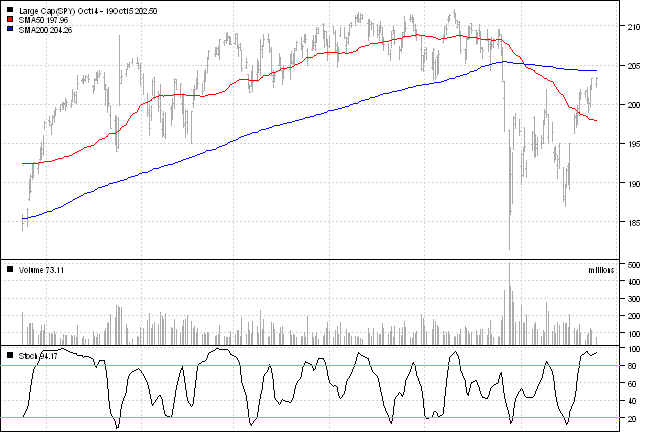 Large Cap(SPY) Oct14 - 19Oct15 202.50
SMA50 197.96
SMA200 204.26
210
205
200
195
190
185
Volume 73.11
millions
500
400
300
200
100
Stoch 94.17
100
80
60
40
20